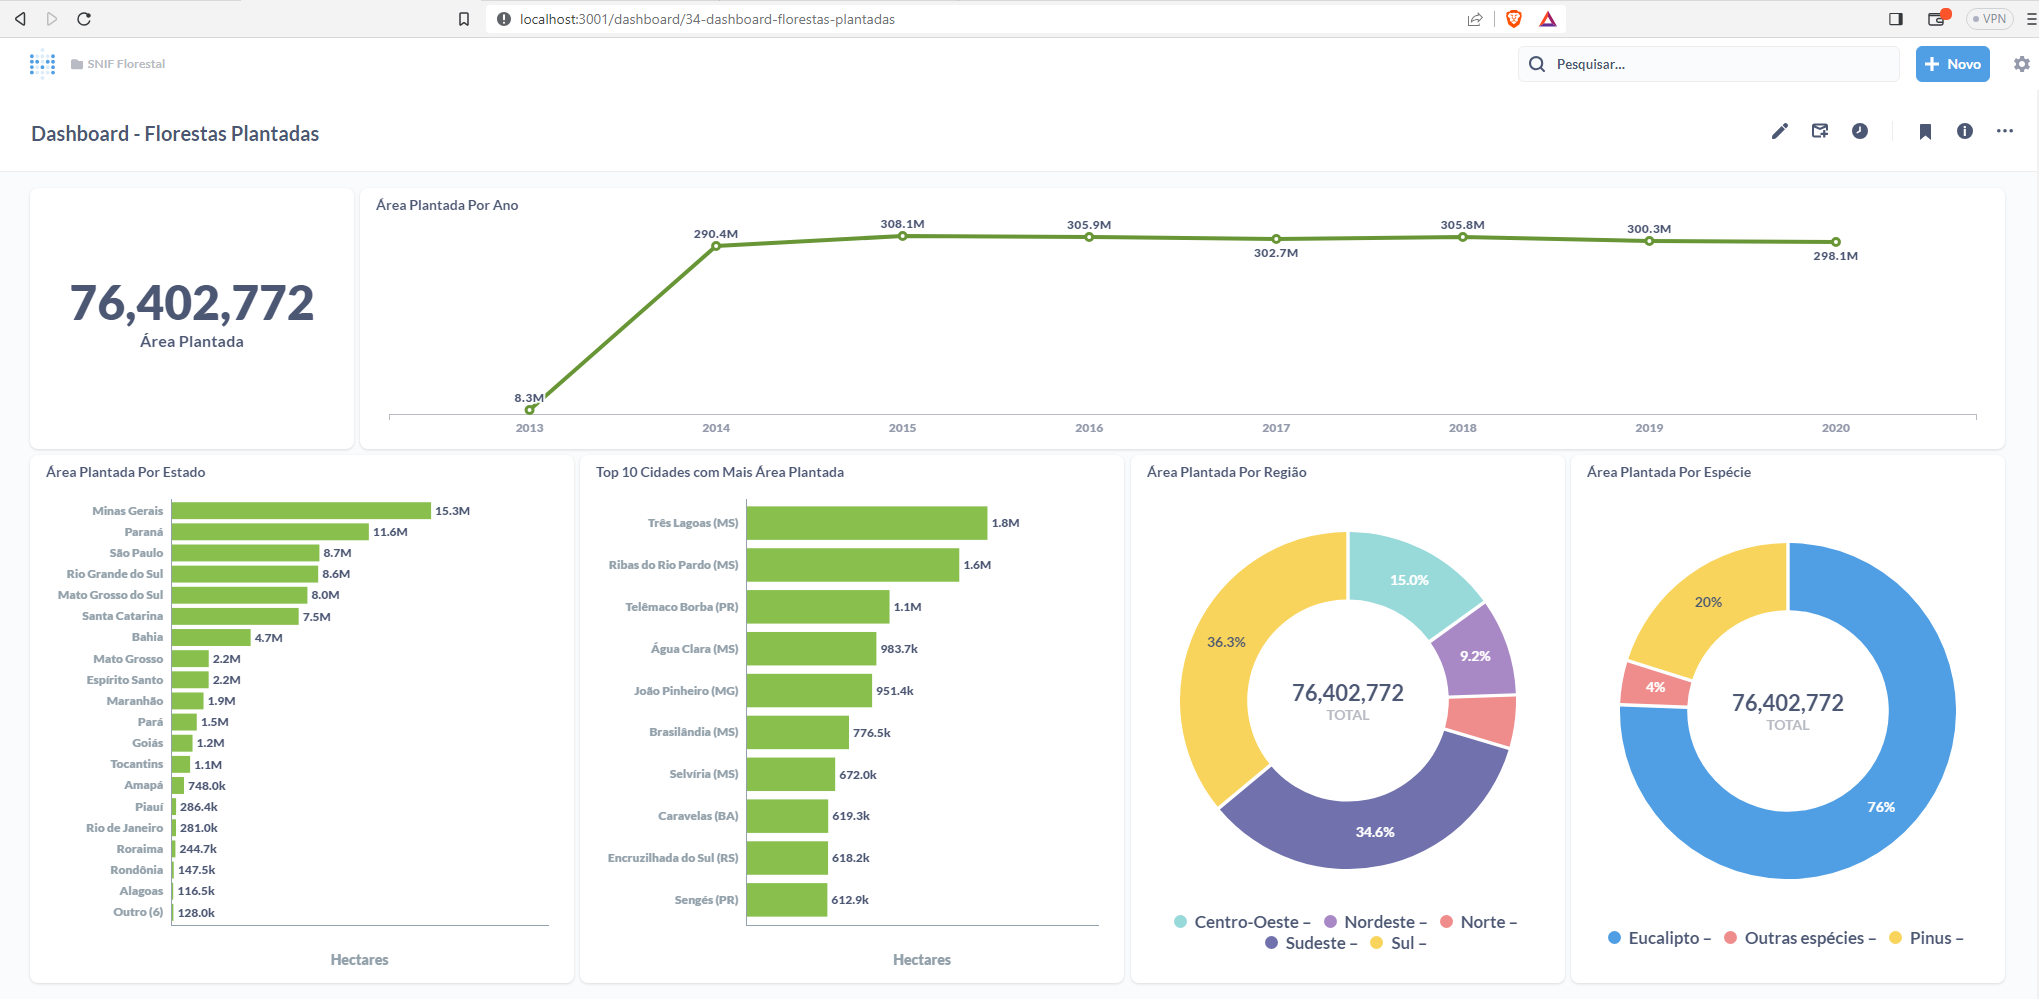 localhost:3001/dashboard/34-dashboard-florestas-plantadas
VPN
SNIF Florestal
Pesquisar...
Novo
Dashboard - Florestas Plantadas
76,402,772
Área Plantada
Área Plantada Por Ano
8.3M
290.4M
308.1M
305.9M
302.7M
305.8M
300.3M
298.1M
2013 2014 2015 2016 2017 2018 2019 2020
Área Plantada Por Estado
Minas Gerais 15.3M
Paraná 11.6M
São Paulo 8.7M
Rio Grande do Sul 8.6M
Mato Grosso do Sul 8.0M
Santa Catarina 7.5M
Bahia 4.7M
Mato Grosso 2.2M
Espírito Santo 2.2M
Maranhão 1.9M
Pará 1.5M
Goiás 1.2M
Tocantins 1.1M
Amapá 748.0k
Piauí 286.4k
Rio de Janeiro 281.0k
Roraima 244.7k
Rondônia 147.5k
Alagoas 116.5k
Outro (6) 128.0k
Hectares
Top 10 Cidades com Mais Área Plantada
Três Lagoas (MS) 1.8M
Ribas do Rio Pardo (MS) 1.6M
Telêmaco Borba (PR) 1.1M
Água Clara (MS) 983.7k
João Pinheiro (MG) 951.4k
Brasilândia (MS) 776.5k
Selvíria (MS) 672.0k
Caravelas (BA) 619.3k
Encruzilhada do Sul (RS) 618.2k
Sengés (PR) 612.9k
Hectares
Área Plantada Por Região
15.0%
9.2%
34.6%
36.3%
76,402,772
TOTAL
Centro-Oeste – Nordeste – Norte –
Sudeste – Sul –
Área Plantada Por Espécie
20%
4%
76%
76,402,772
TOTAL
Eucalipto – Outras espécies – Pinus –